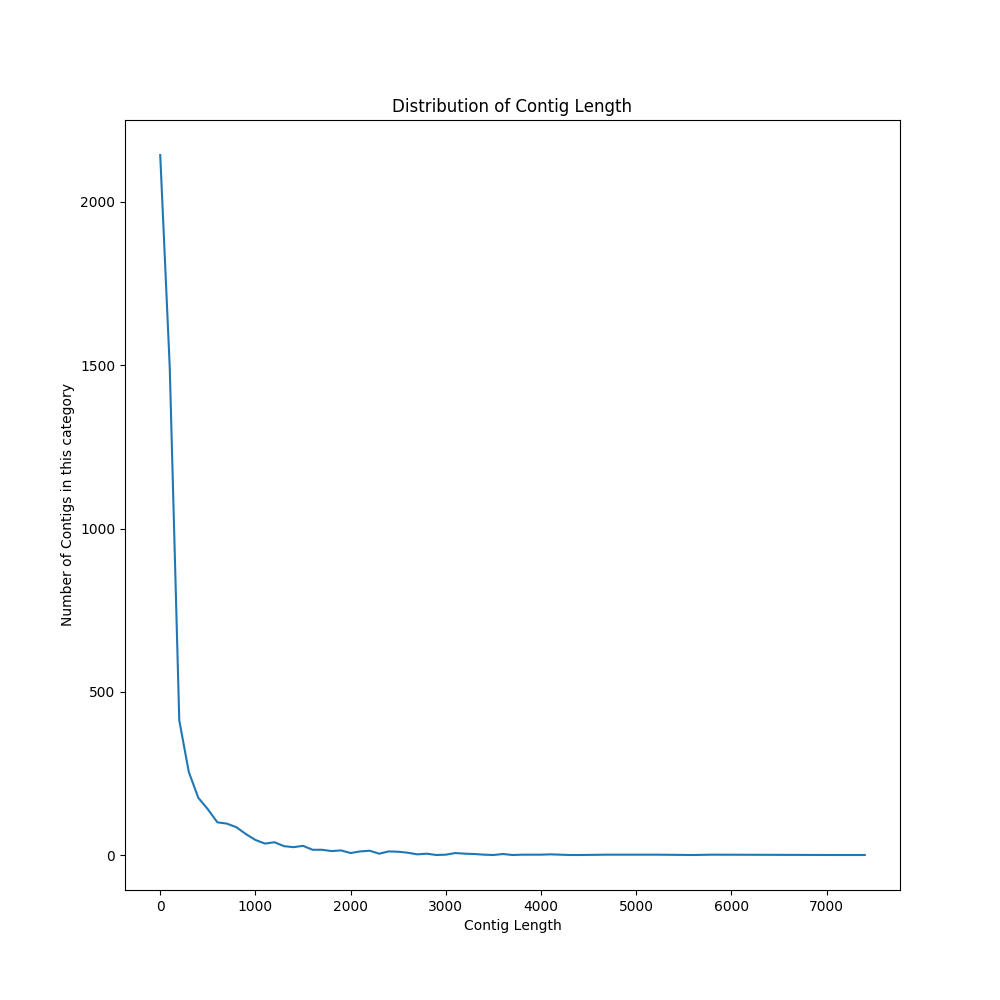 Distribution of Contig Length
2000
1500
1000
500
0
Number of Contigs in this category
0 1000 2000 3000 4000 5000 6000 7000
Contig Length